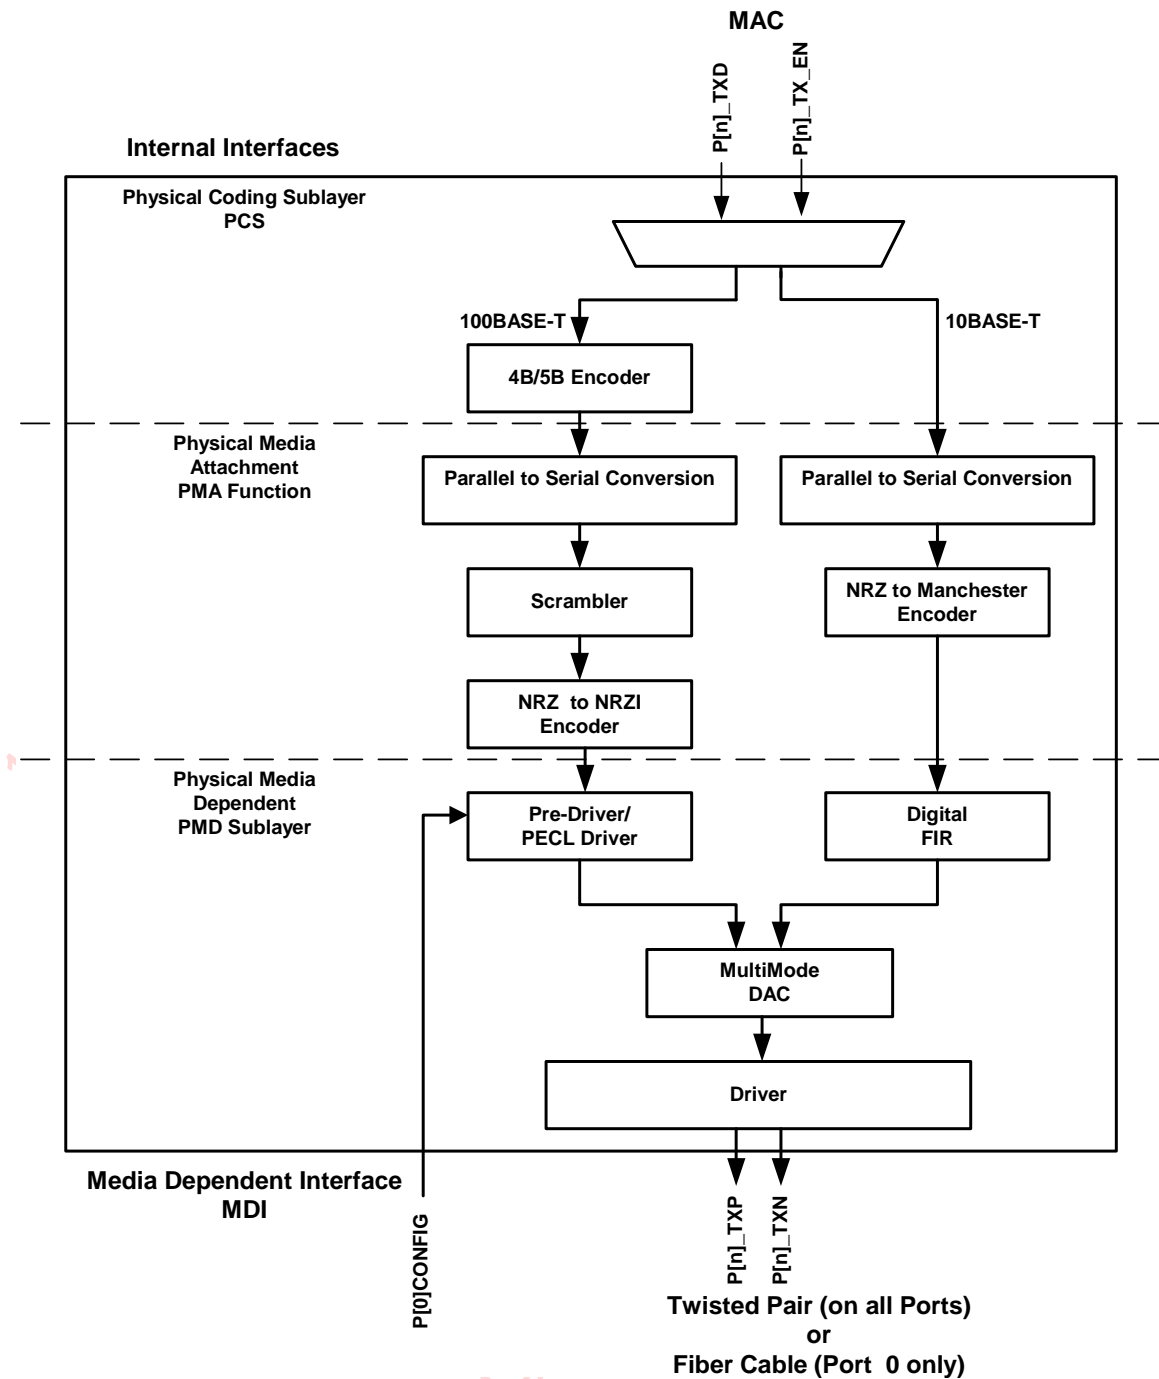 MAC
P[n]_TXD
P[n]_TX_EN
Internal Interfaces
Physical Coding Sublayer
PCS
100BASE-T
10BASE-T
4B/5B Encoder
Physical Media
Attachment
PMA Function
Parallel to Serial Conversion
Parallel to Serial Conversion
Scrambler
NRZ to Manchester
Encoder
NRZ to NRZI
Encoder
Physical Media
Dependent
PMD Sublayer
Pre-Driver/
PECL Driver
Digital
FIR
MultiMode
DAC
Driver
Media Dependent Interface
MDI
P[0]CONFIG
P[n]_TXP
P[n]_TXN
Twisted Pair (on all Ports)
or
Fiber Cable (Port 0 only)